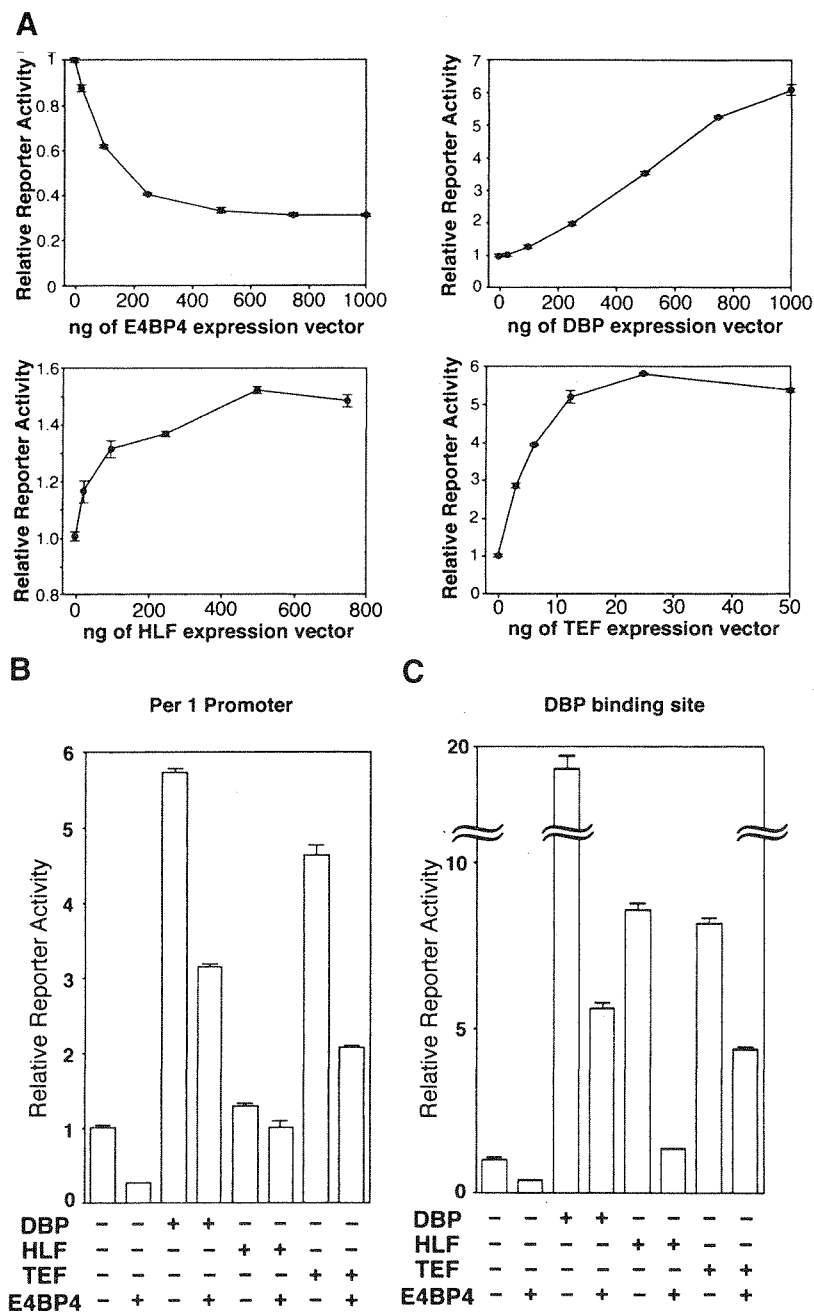 A
Relative Reporter Activity
1
0.8
0.6
0.4
0.2
0
0 200 400 600 800 1000
ng of E4BP4 expression vector
Relative Reporter Activity
7
6
5
4
3
2
1
0
0 200 400 600 800 1000
ng of DBP expression vector
Relative Reporter Activity
1.6
1.4
1.2
1.0
0.8
0 200 400 600 800
ng of HLF expression vector
Relative Reporter Activity
6
5
4
3
2
1
0
0 10 20 30 40 50
ng of TEF expression vector
B
Per 1 Promoter
Relative Reporter Activity
6
5
4
3
2
1
0
DBP - - + + - - - -
HLF - - - - + + - -
TEF - - - - - - + +
E4BP4 - + - + - + - +
C
DBP binding site
Relative Reporter Activity
20
10
5
0
DBP - - + + - - - -
HLF - - - - + + - -
TEF - - - - - - + +
E4BP4 - + - + - + - +